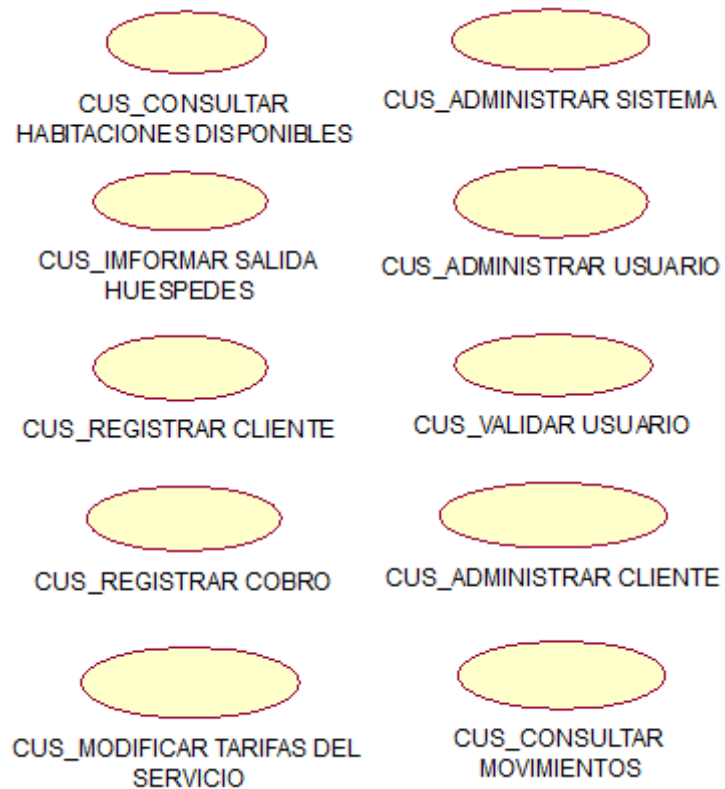 CUS_CONSULTAR
HABITACIONES DISPONIBLES
CUS_ADMINISTRAR SISTEMA
CUS_IMFORMAR SALIDA
HUESPEDES
CUS_ADMINISTRAR USUARIO
CUS_REGISTRAR CLIENTE
CUS_VALIDAR USUARIO
CUS_REGISTRAR COBRO
CUS_ADMINISTRAR CLIENTE
CUS_MODIFICAR TARIFAS DEL
SERVICIO
CUS_CONSULTAR
MOVIMIENTOS